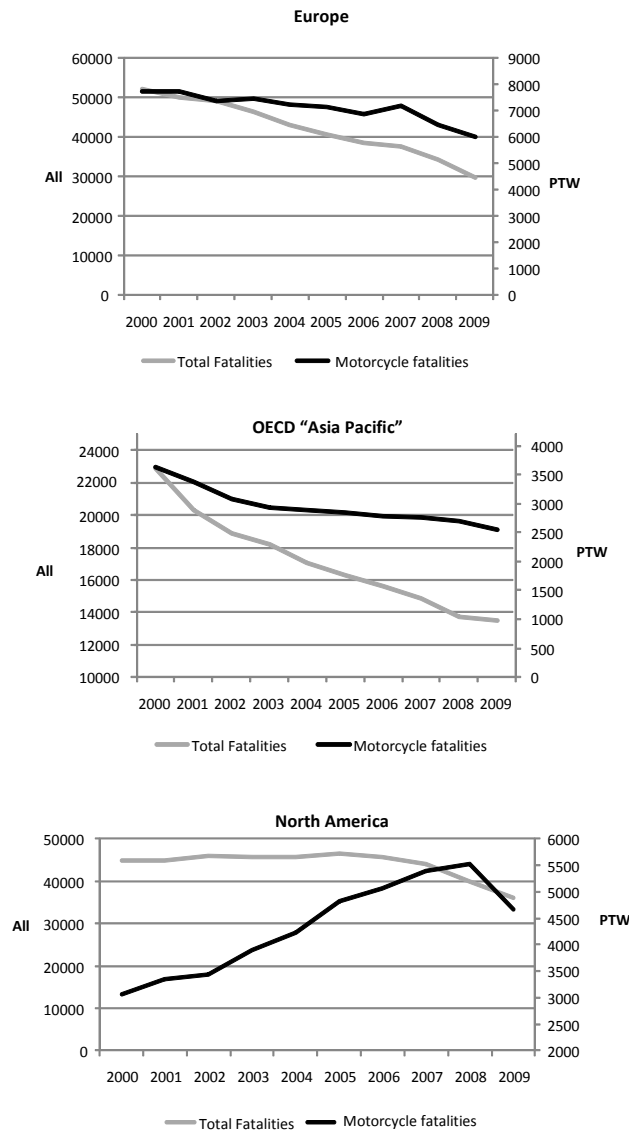 Europe
60000 9000
50000 8000
7000
40000 6000
All 30000 5000
4000 PTW
20000 3000
10000 2000
1000
0 0
2000 2001 2002 2003 2004 2005 2006 2007 2008 2009
Total Fatalities Motorcycle fatalities
OECD “Asia Pacific”
24000 4000
22000 3500
20000 3000
18000 2500
All 16000 2000 PTW
1500
14000 1000
12000 500
10000 0
2000 2001 2002 2003 2004 2005 2006 2007 2008 2009
Total Fatalities Motorcycle fatalities
North America
50000 6000
40000 5500
5000
All 30000 4500 PTW
4000
20000 3500
10000 3000
2500
0 2000
2000 2001 2002 2003 2004 2005 2006 2007 2008 2009
Total Fatalities Motorcycle fatalities